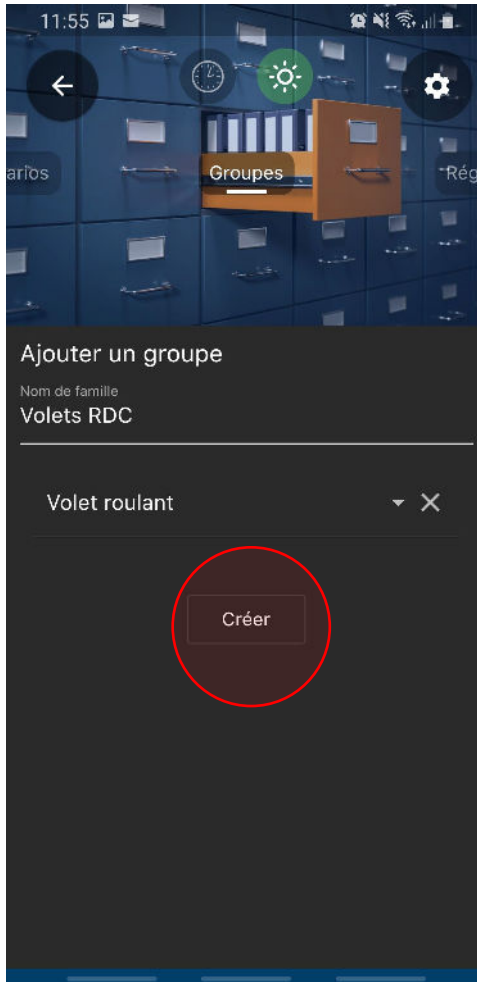 11:55
arios Groupes Rég
Ajouter un groupe
Nom de famille
Volets RDC
Volet roulant
Créer